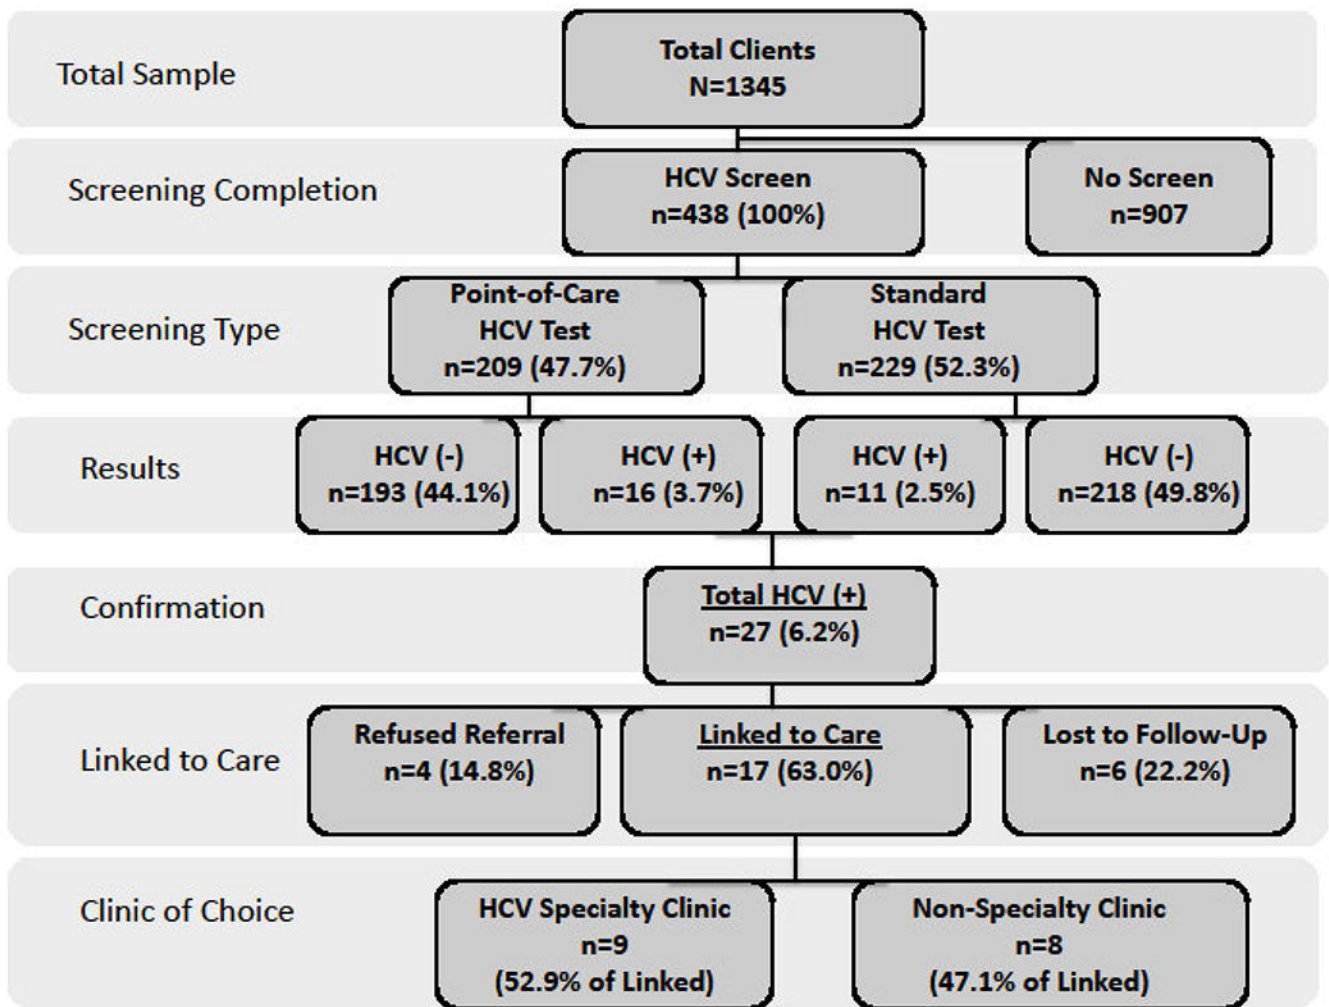 Total Sample
Total Clients
N=1345
Screening Completion
HCV Screen
n=438 (100%)
No Screen
n=907
Screening Type
Point-of-Care
HCV Test
n=209 (47.7%)
Standard
HCV Test
n=229 (52.3%)
Results
HCV (-)
n=193 (44.1%)
HCV (+)
n=16 (3.7%)
HCV (+)
n=11 (2.5%)
HCV (-)
n=218 (49.8%)
Confirmation
Total HCV (+)
n=27 (6.2%)
Linked to Care
Refused Referral
n=4 (14.8%)
Linked to Care
n=17 (63.0%)
Lost to Follow-Up
n=6 (22.2%)
Clinic of Choice
HCV Specialty Clinic
n=9
(52.9% of Linked)
Non-Specialty Clinic
n=8
(47.1% of Linked)